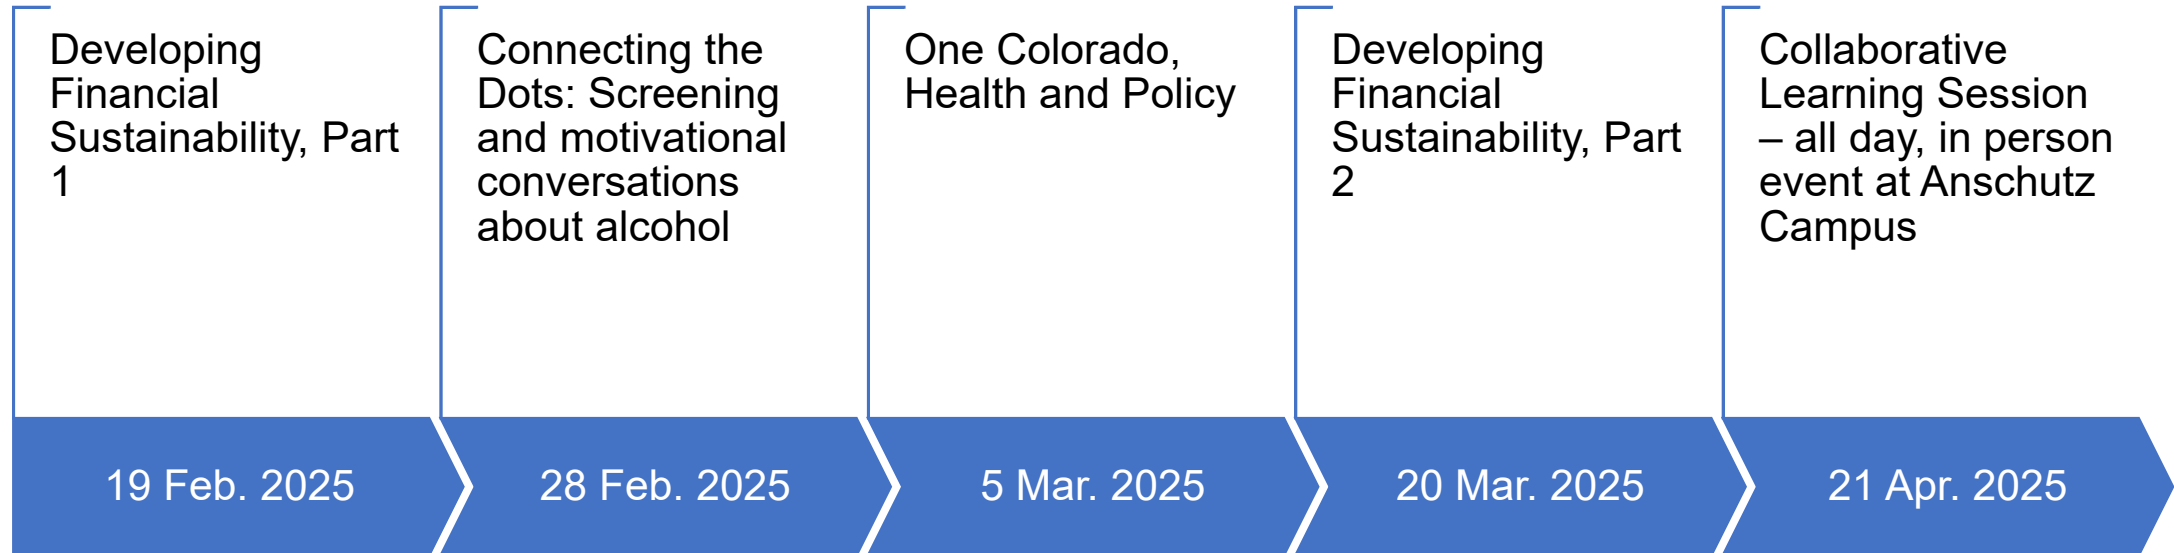 Developing
Financial
Sustainability, Part
1
Connecting the
Dots: Screening
and motivational
conversations
about alcohol
One Colorado,
Health and Policy
Developing
Financial
Sustainability, Part
2
Collaborative
Learning Session
– all day, in person
event at Anschutz
Campus
19 Feb. 2025
28 Feb. 2025
5 Mar. 2025
20 Mar. 2025
21 Apr. 2025